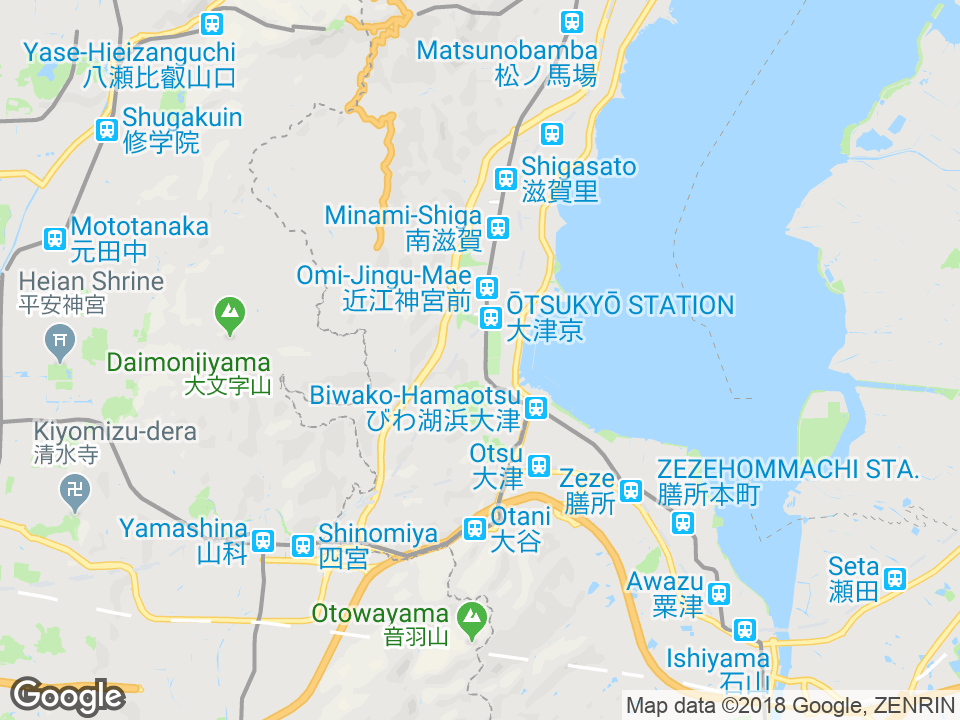 Yase-Hieizanguchi
八瀬比叡山口
Matsunobamba
松ノ馬場
Shugakuin
修学院
Shigasato
滋賀里
Minami-Shiga
南滋賀
Mototanaka
元田中
Heian Shrine
平安神宮
Omi-Jingu-Mae
近江神宮前
ŌTSUKYŌ STATION
大津京
Daimonjiyama
大文字山
Biwako-Hamaotsu
びわ湖浜大津
Kiyomizu-dera
清水寺
Otsu
大津
Zeze
膳所
ZEZEHOMMACHI STA.
膳所本町
Yamashina
山科
Shinomiya
四宮
Otani
大谷
Awazu
粟津
Seta
瀬田
Otowayama
音羽山
Ishiyama
石山
Google
Map data ©2018 Google, ZENRIN